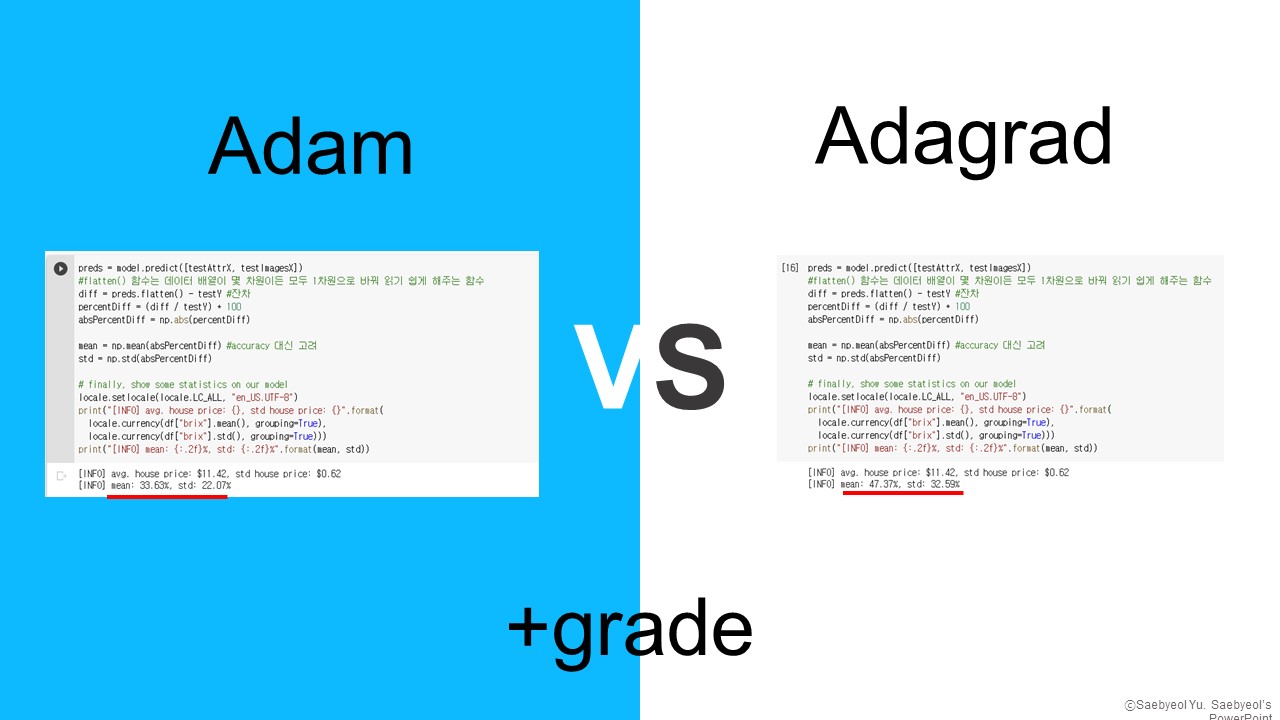 Adam
Adagrad
preds = model.predict([testAttrX, testImagesX])
#flatten() 함수는 데이터 배열이 몇 차원이든 모두 1차원으로 바꿔 읽기 쉽게 해주는 함수
diff = preds.flatten() - testY #잔차
percentDiff = (diff / testY) * 100
absPercentDiff = np.abs(percentDiff)
mean = np.mean(absPercentDiff) #accuracy 대신 고려
std = np.std(absPercentDiff)
# finally, show some statistics on our model
locale.setlocale(locale.LC_ALL, "en_US.UTF-8")
print("[INFO] avg. house price: {}, std house price: {}".format(
locale.currency(df["brix"].mean(), grouping=True),
locale.currency(df["brix"].std(), grouping=True)))
print("[INFO] mean: {:.2f}%, std: {:.2f}%".format(mean, std))
[INFO] avg. house price: $11.42, std house price: $0.62
[INFO] mean: 33.63%, std: 22.07%
VS
[16] preds = model.predict([testAttrX, testImagesX])
#flatten() 함수는 데이터 배열이 몇 차원이든 모두 1차원으로 바꿔 읽기 쉽게 해주는 함수
diff = preds.flatten() - testY #잔차
percentDiff = (diff / testY) * 100
absPercentDiff = np.abs(percentDiff)
mean = np.mean(absPercentDiff) #accuracy 대신 고려
std = np.std(absPercentDiff)
# finally, show some statistics on our model
locale.setlocale(locale.LC_ALL, "en_US.UTF-8")
print("[INFO] avg. house price: {}, std house price: {}".format(
locale.currency(df["brix"].mean(), grouping=True),
locale.currency(df["brix"].std(), grouping=True)))
print("[INFO] mean: {:.2f}%, std: {:.2f}%".format(mean, std))
[INFO] avg. house price: $11.42, std house price: $0.62
[INFO] mean: 47.37%, std: 32.59%
+grade
ⓒSaebyeol Yu. Saebyeol's
PowerPoint